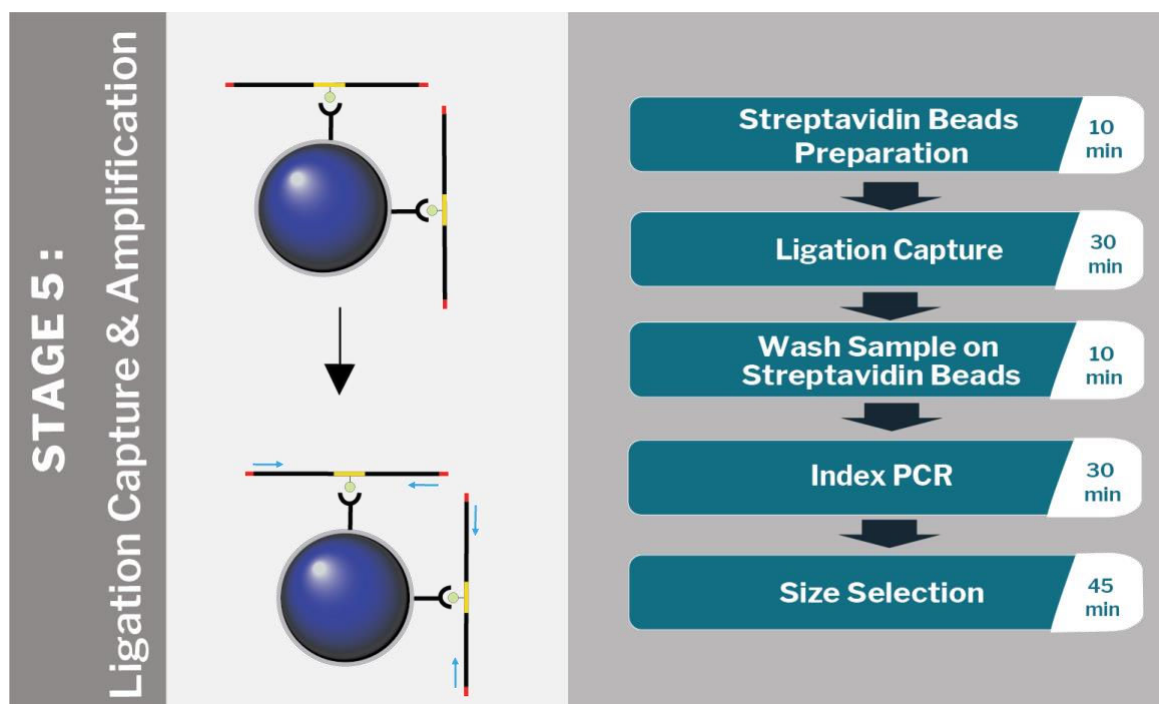 STAGE 5:
Ligation Capture & Amplification
Streptavidin Beads
Preparation
10
min
Ligation Capture
30
min
Wash Sample on
Streptavidin Beads
10
min
Index PCR
30
min
Size Selection
45
min